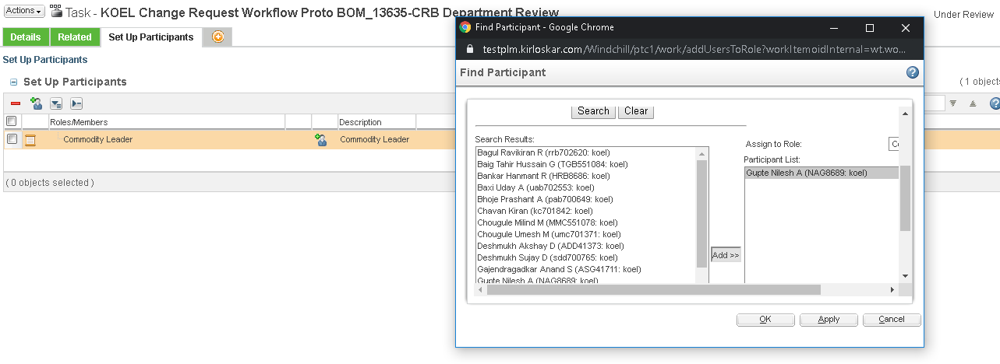 Actions
Task - KOEL Change Request Workflow Proto BOM_13635-CRB Department Review
Under Review
Details
Related
Set Up Participants
Set Up Participants
Set Up Participants
( 1 objects
Roles/Members
Description
Commodity Leader
Commodity Leader
( 0 objects selected )
Find Participant - Google Chrome
testplm.kirloskar.com/Windchill/ptc1/work/addUsersToRole?workItemoidInternal=wt.wo...
Find Participant
Search
Clear
Search Results:
Bagul Ravikiran R (rrb702620: koel)
Baig Tahir Hussain G (TGB551084: koel)
Bankar Hanmant R (HRB8686: koel)
Baxi Uday A (uab702553: koel)
Bhoje Prashant A (pab700649: koel)
Chavan Kiran (kc701842: koel)
Chougule Milind M (MMC551078: koel)
Chougule Umesh M (umc701371: koel)
Deshmukh Akshay D (ADD41373: koel)
Deshmukh Sujay D (sdd700765: koel)
Gajendragadkar Anand S (ASG41711: koel)
Gupte Nilesh A (NAG8689: koel)
Add >>
Assign to Role:
Co
Participant List:
Gupte Nilesh A (NAG8689: koel)
OK
Apply
Cancel